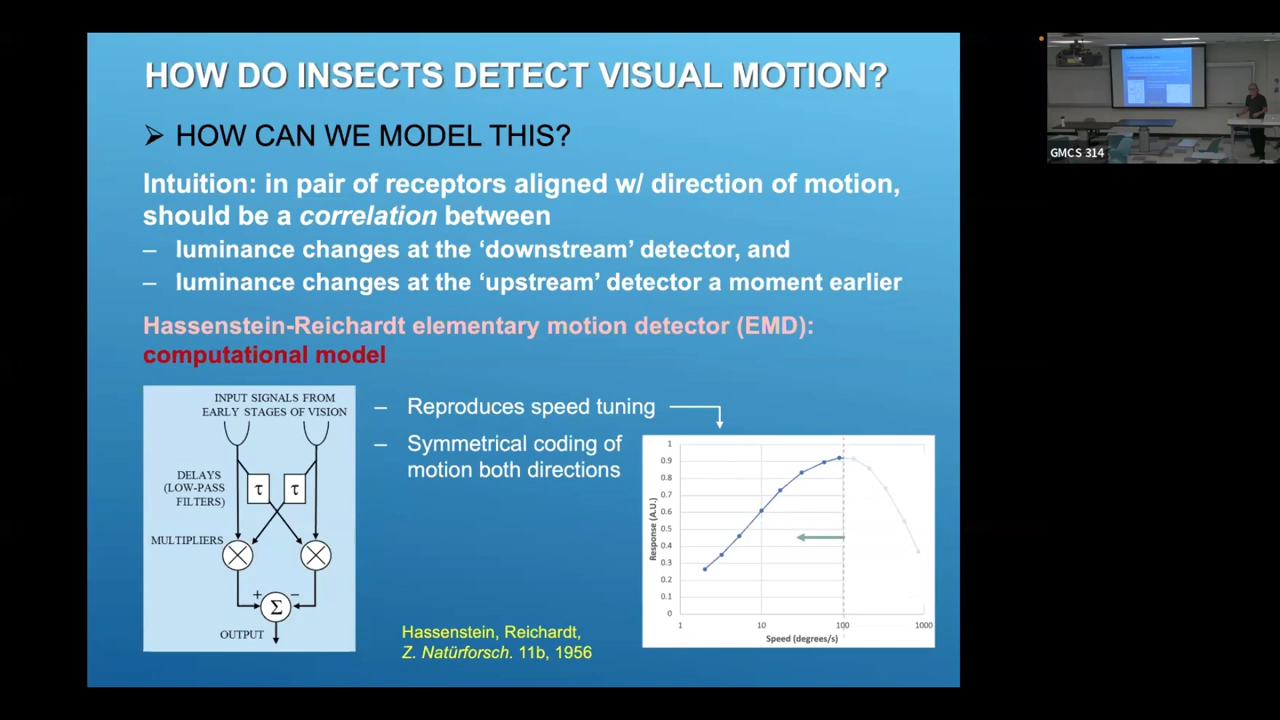 HOW DO INSECTS DETECT VISUAL MOTION?
➢ HOW CAN WE MODEL THIS?
Intuition: in pair of receptors aligned w/ direction of motion,
should be a correlation between
– luminance changes at the ‘downstream’ detector, and
– luminance changes at the ‘upstream’ detector a moment earlier
Hassenstein-Reichardt elementary motion detector (EMD):
computational model
INPUT SIGNALS FROM
EARLY STAGES OF VISION
DELAYS
(LOW-PASS
FILTERS)
τ τ
MULTIPLIERS
+ −
Σ
OUTPUT
– Reproduces speed tuning
– Symmetrical coding of
motion both directions
Response (A.U.)
1
0.9
0.8
0.7
0.6
0.5
0.4
0.3
0.2
0.1
0
1 10 100 1000
Speed (degrees/s)
Hassenstein, Reichardt,
Z. Natürforsch. 11b, 1956
GMCS 314